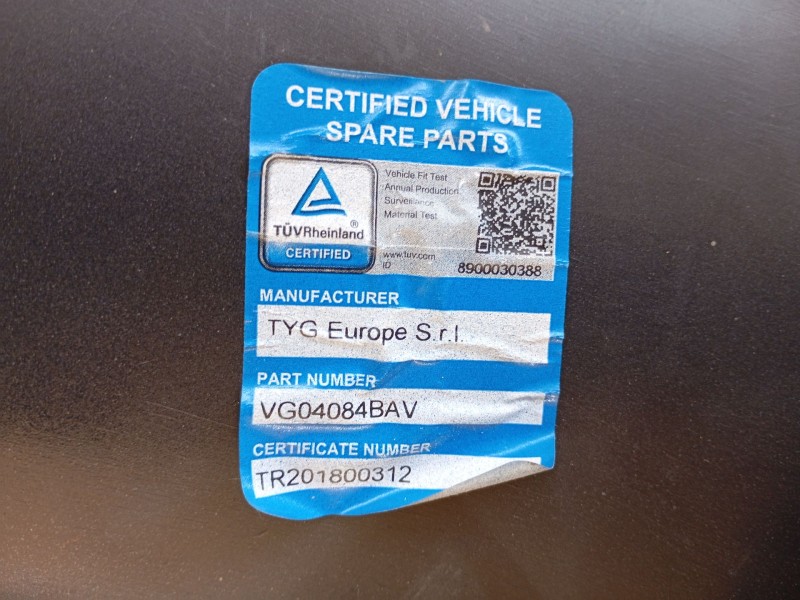 CERTIFIED VEHICLE
SPARE PARTS
TÜVRheinland®
CERTIFIED
Vehicle Fit Test
Annual Production
Surveillance
Material Test
www.tuv.com
ID 8900030388
MANUFACTURER
TYG Europe S.r.l.
PART NUMBER
VG04084BAV
CERTIFICATE NUMBER
TR201800312